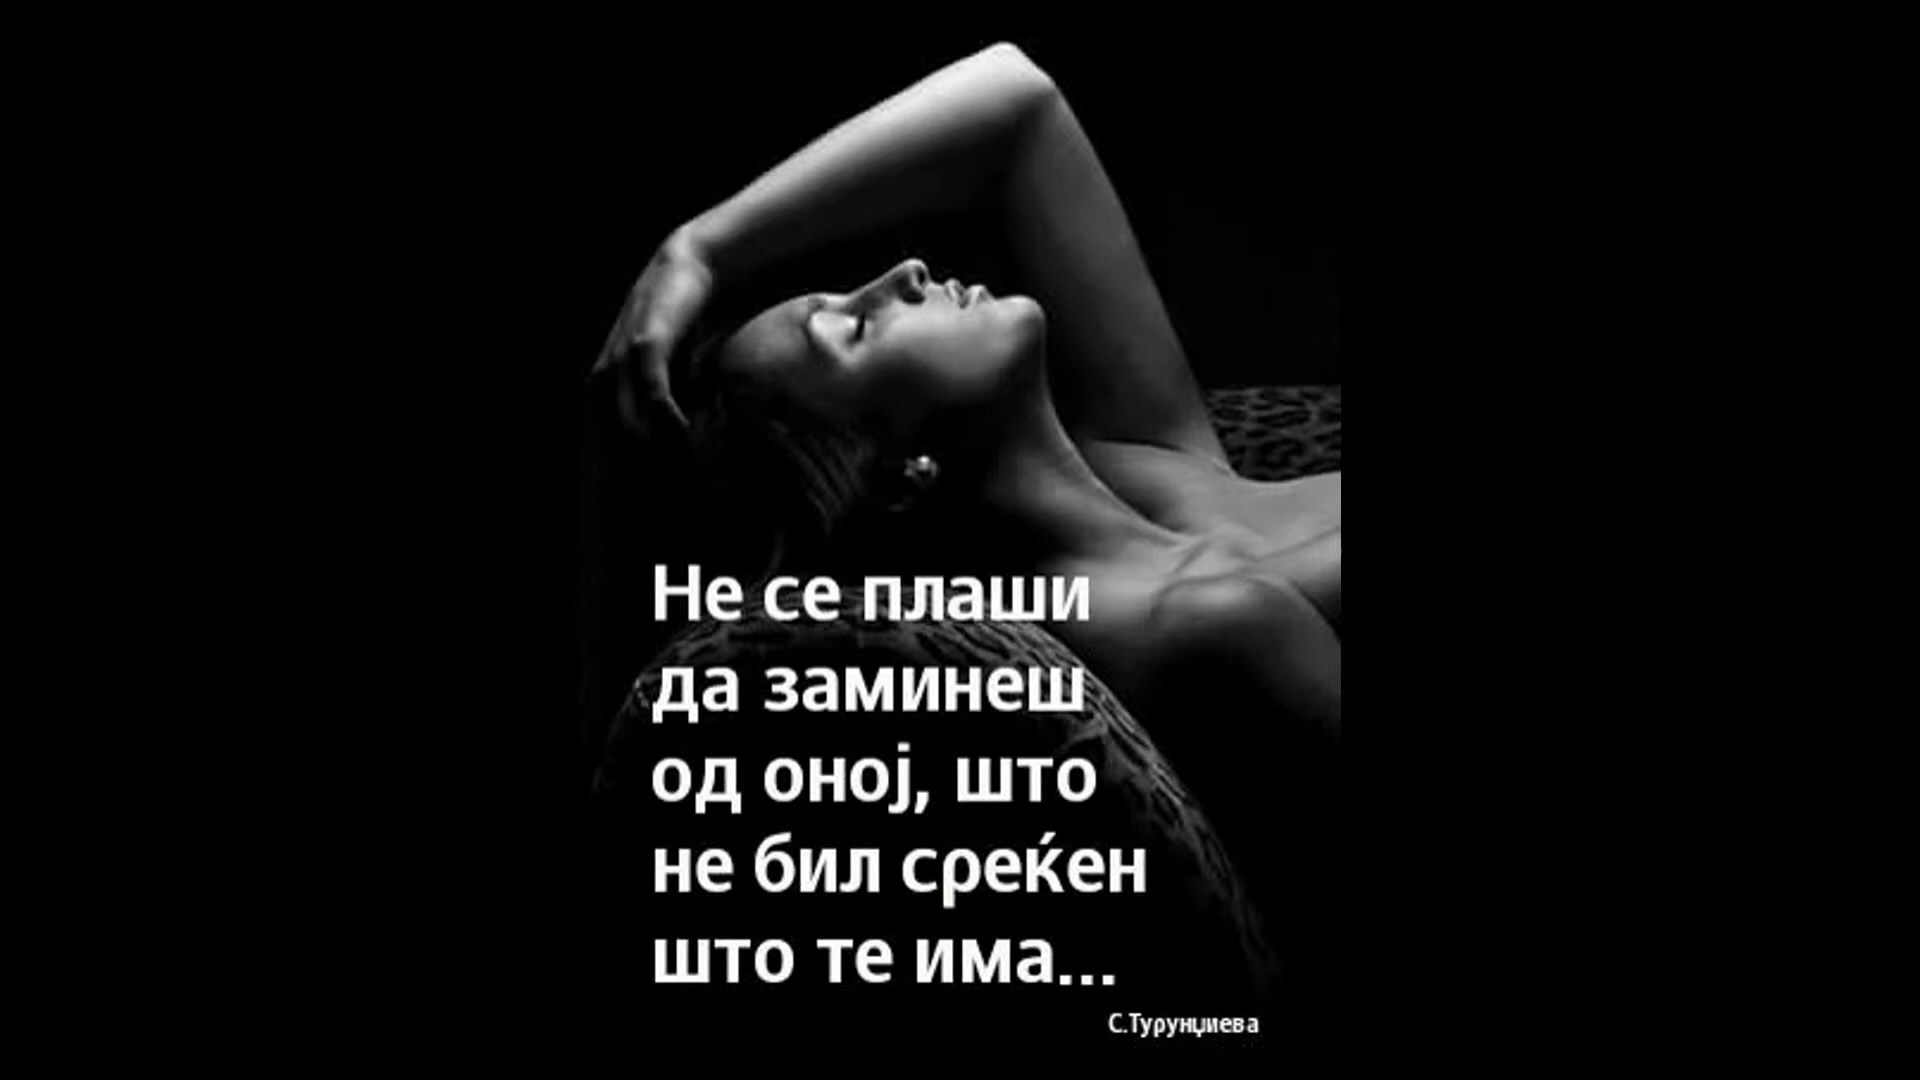 Не се плаши
да заминеш
од оној, што
не бил среќен
што те има...
С.Турунџиева